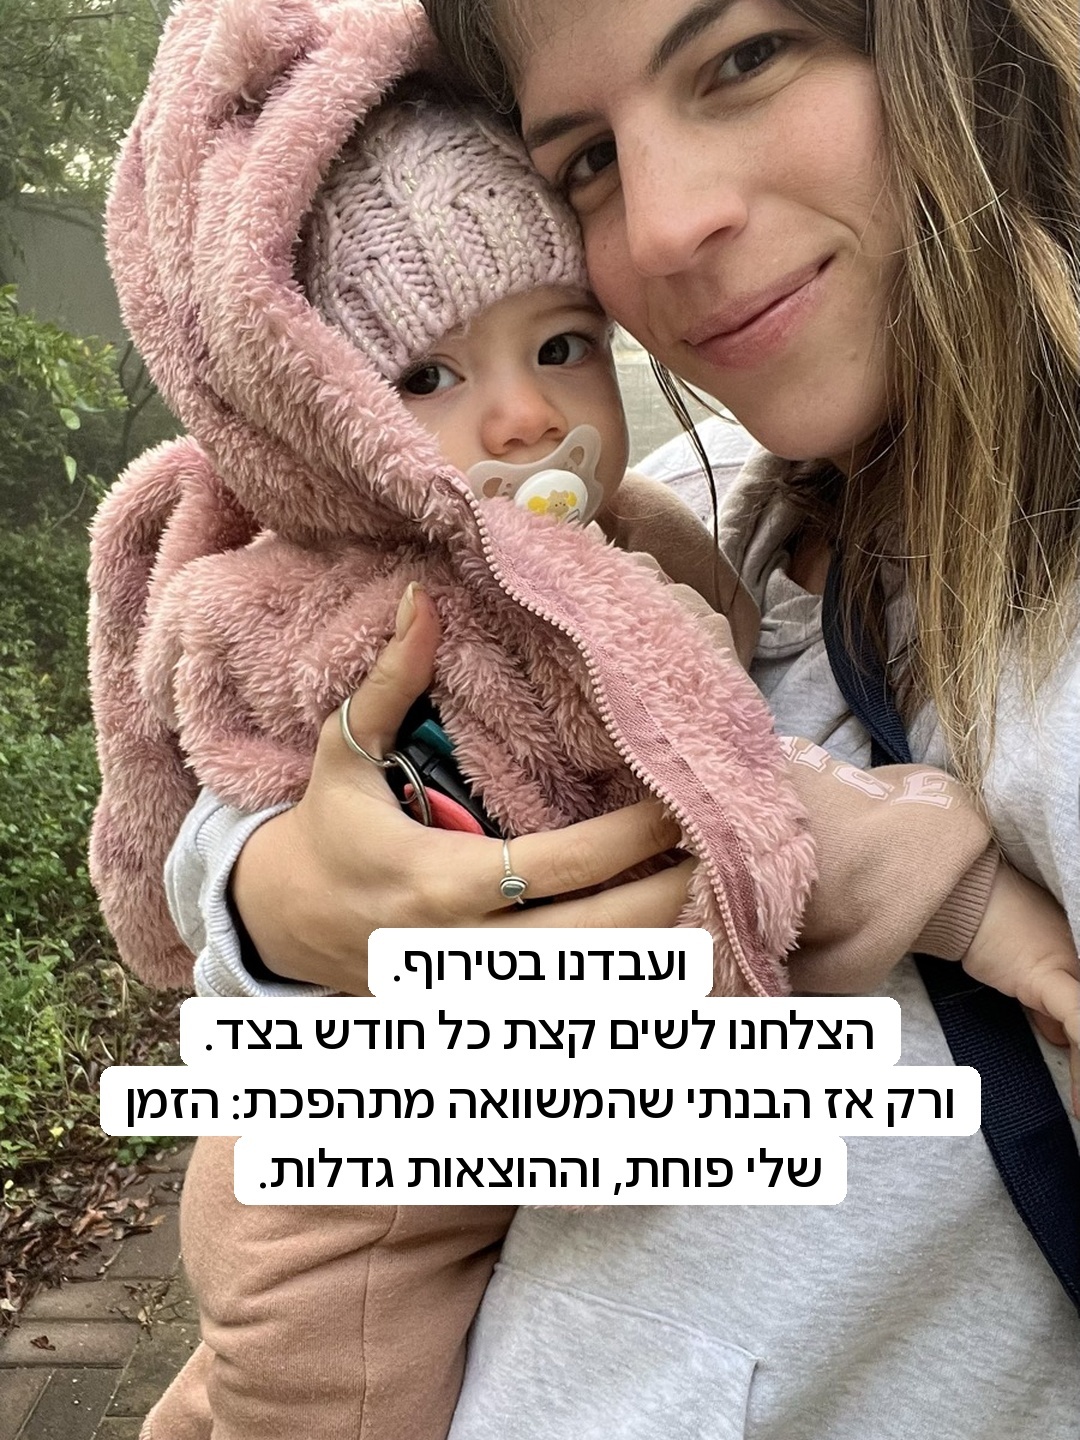 ועבדנו בטירוף.
הצלחנו לשים קצת כל חודש בצד.
ורק אז הבנתי שהמשוואה מתהפכת: הזמן
שלי פוחת, וההוצאות גדלות.